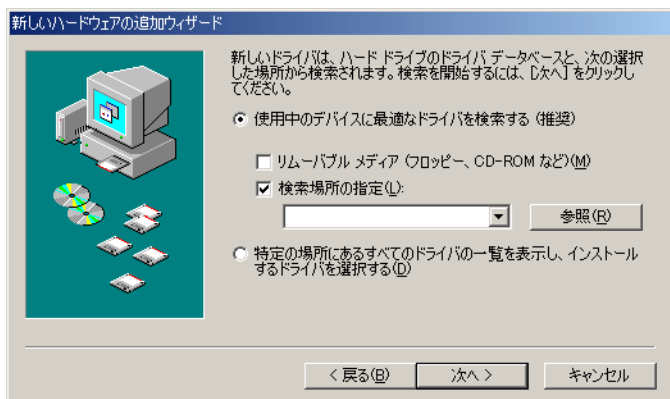 新しいハードウェアの追加ウィザード
新しいドライバは、ハード ドライブのドライバ データベースと、次の選択
した場所から検索されます。検索を開始するには、[次へ] をクリックし
てください。
使用中のデバイスに最適なドライバを検索する (推奨)
リムーバブル メディア (フロッピー、CD-ROM など)(M)
検索場所の指定(L):
参照(R)
特定の場所にあるすべてのドライバの一覧を表示し、インストール
するドライバを選択する(D)
< 戻る(B)
次へ >
キャンセル